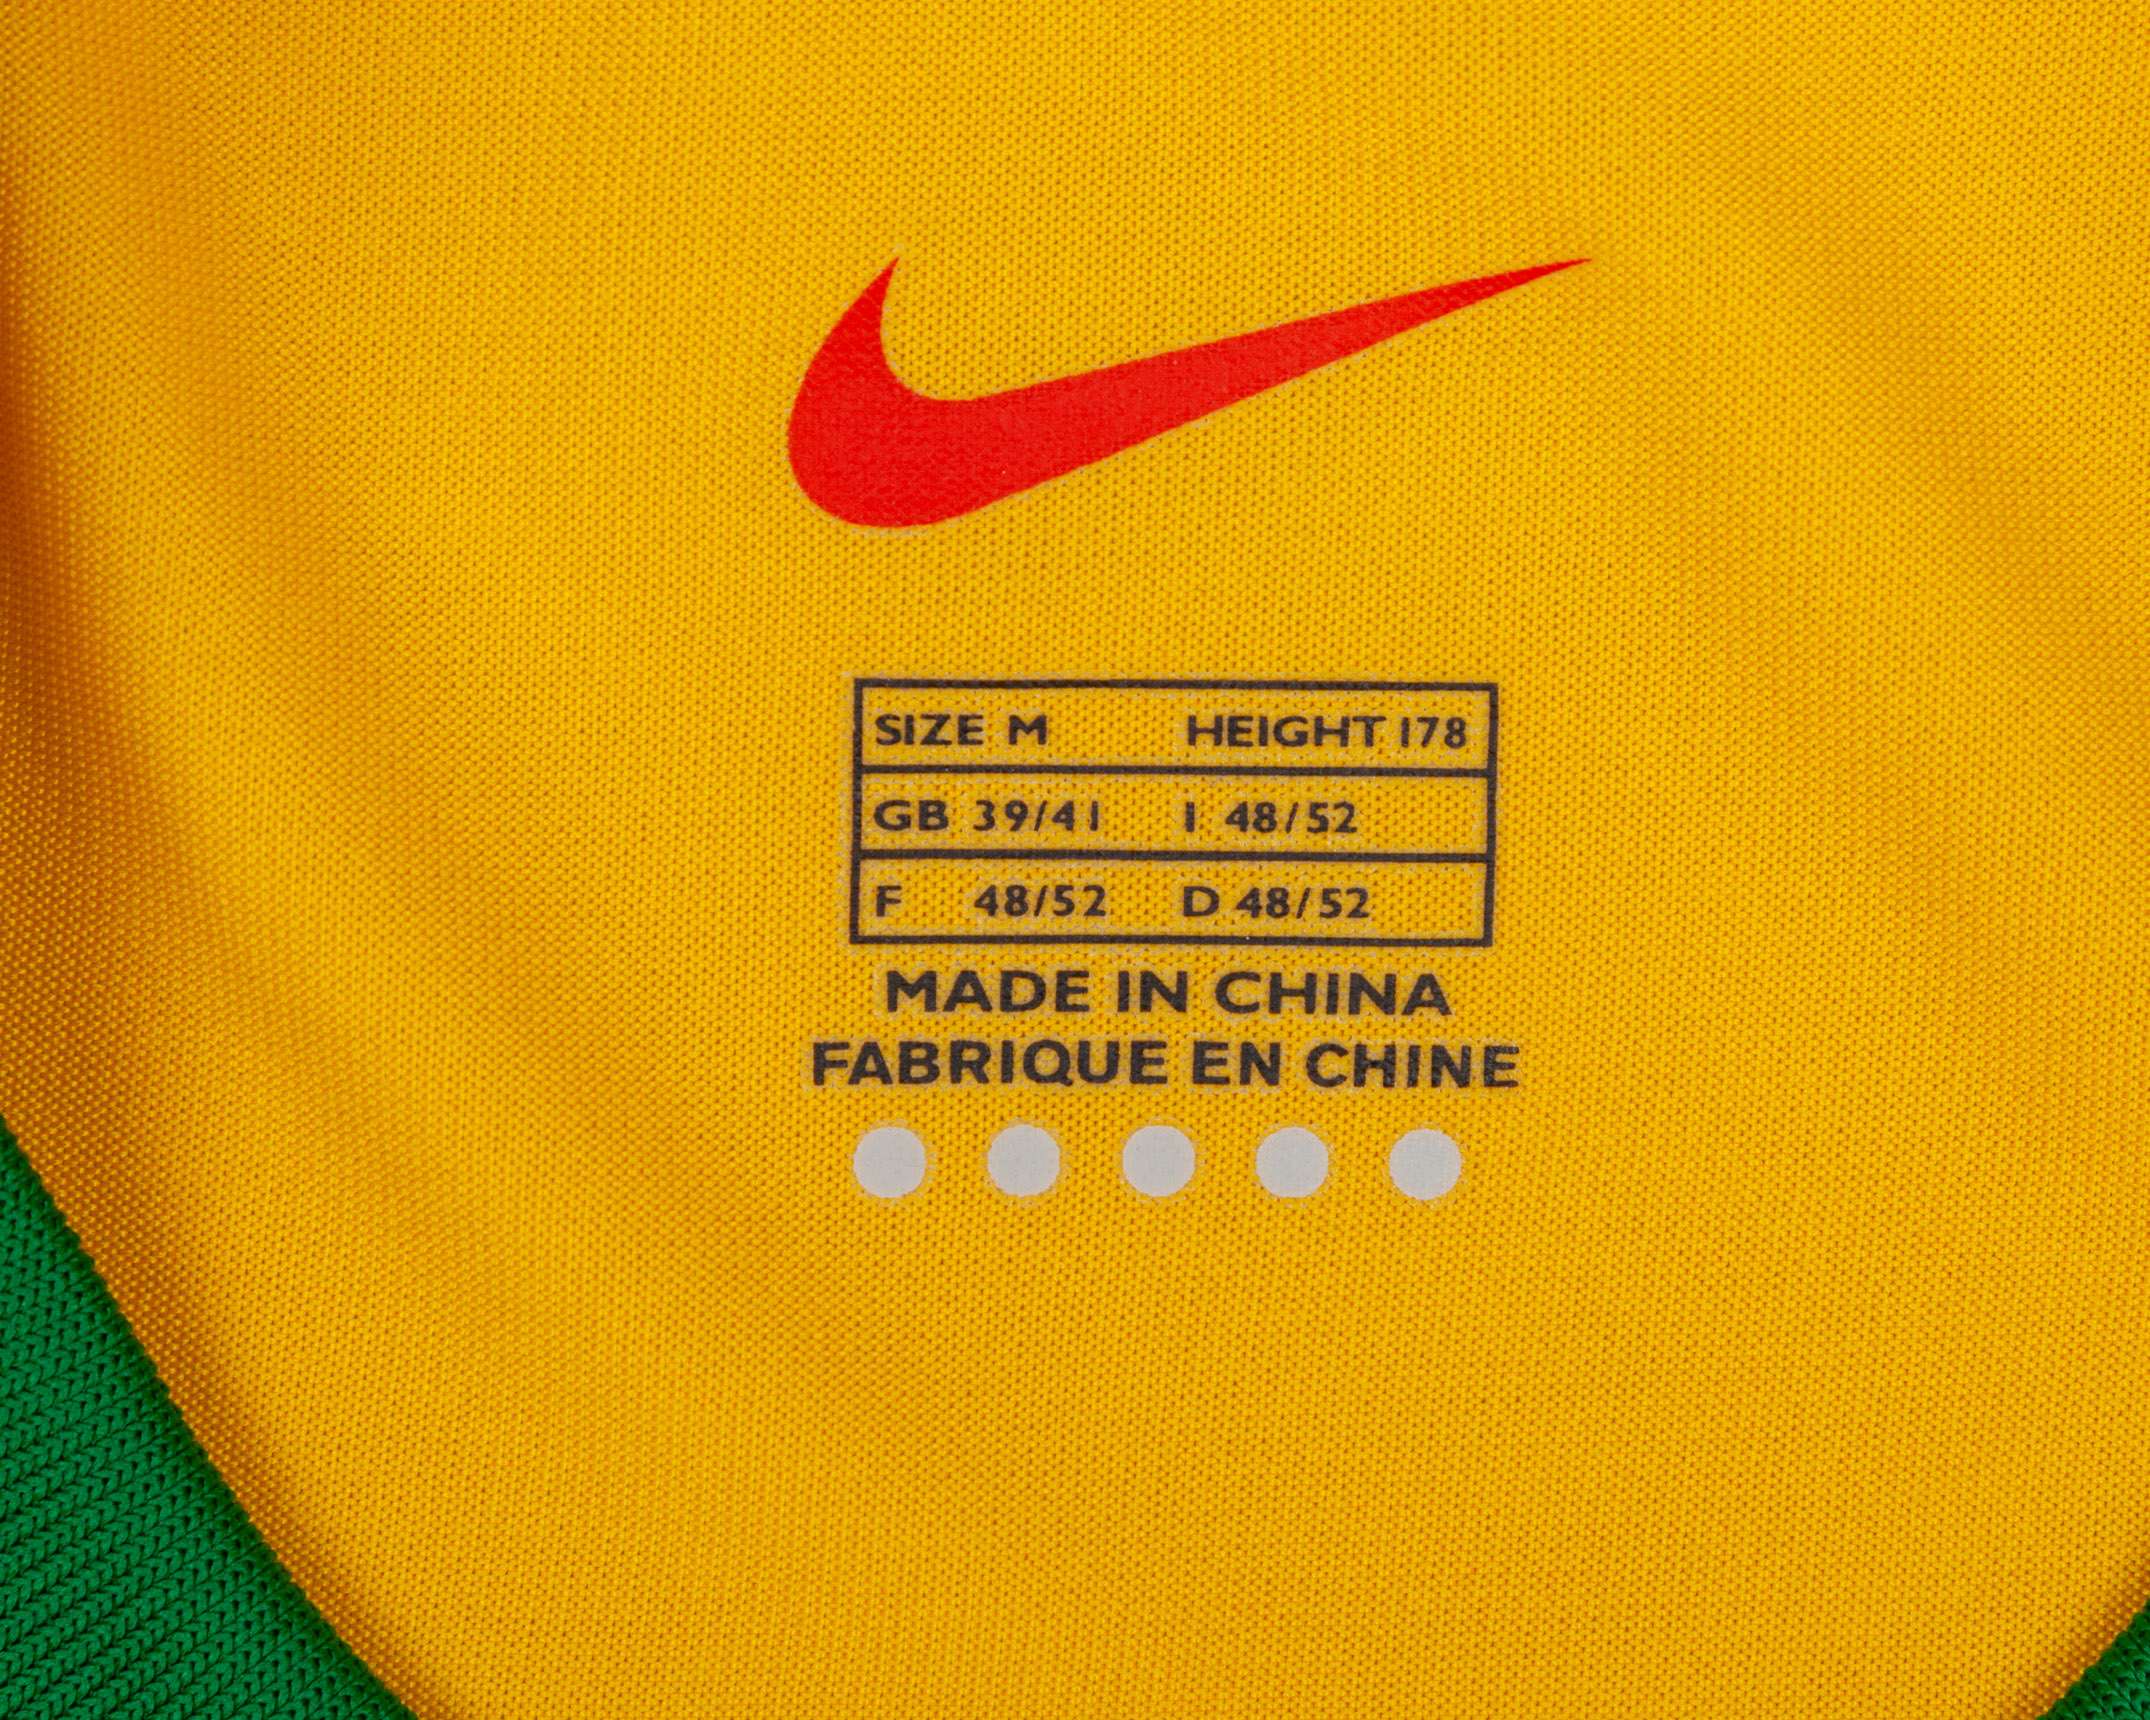 SIZE M HEIGHT 178
GB 39/41 I 48/52
F 48/52 D 48/52
MADE IN CHINA
FABRIQUE EN CHINE